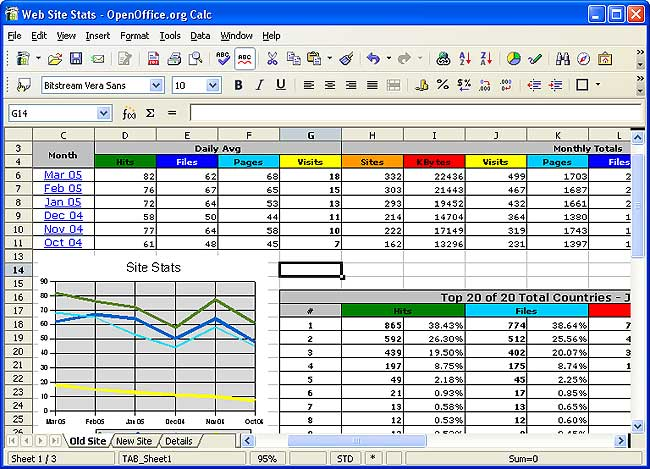 Web Site Stats - OpenOffice.org Calc
File Edit View Insert Format Tools Data Window Help
Bitstream Vera Sans 10 B I U
G14 Σ =
C D E F G H I J K L
3 Month Daily Avg Monthly Totals
4 Hits Files Pages Visits Sites KBytes Visits Pages Files
6 Mar 05 82 62 68 18 332 22436 499 1703 2
7 Feb 05 76 67 65 15 303 21443 467 1687 2
8 Jan 05 72 64 53 13 293 19452 432 1661 2
9 Dec 04 58 50 44 11 214 14704 364 1380 1
10 Nov 04 77 64 58 10 222 17149 319 1743 1
11 Oct 04 61 48 45 7 162 13296 231 1397 1
13
14
15
16 Top 20 of 20 Total Countries - J
17 # Hits Files
18 1 865 38.43% 774 38.64% 7
19 2 592 26.30% 512 25.56% 4
20 3 439 19.50% 402 20.07% 3
21 4 197 8.75% 175 8.74% 1
22 5 49 2.18% 45 2.25%
23 6 21 0.93% 17 0.85%
24 7 13 0.58% 13 0.65%
25 8 12 0.53% 12 0.60%
26
Site Stats
90
80
70
60
50
40
30
20
10
0
Mar05 Feb05 Jan05 Dec04 Nov04 Oct04
Old Site New Site Details
Sheet 1 / 3 TAB_Sheet1 95% STD * Sum=0